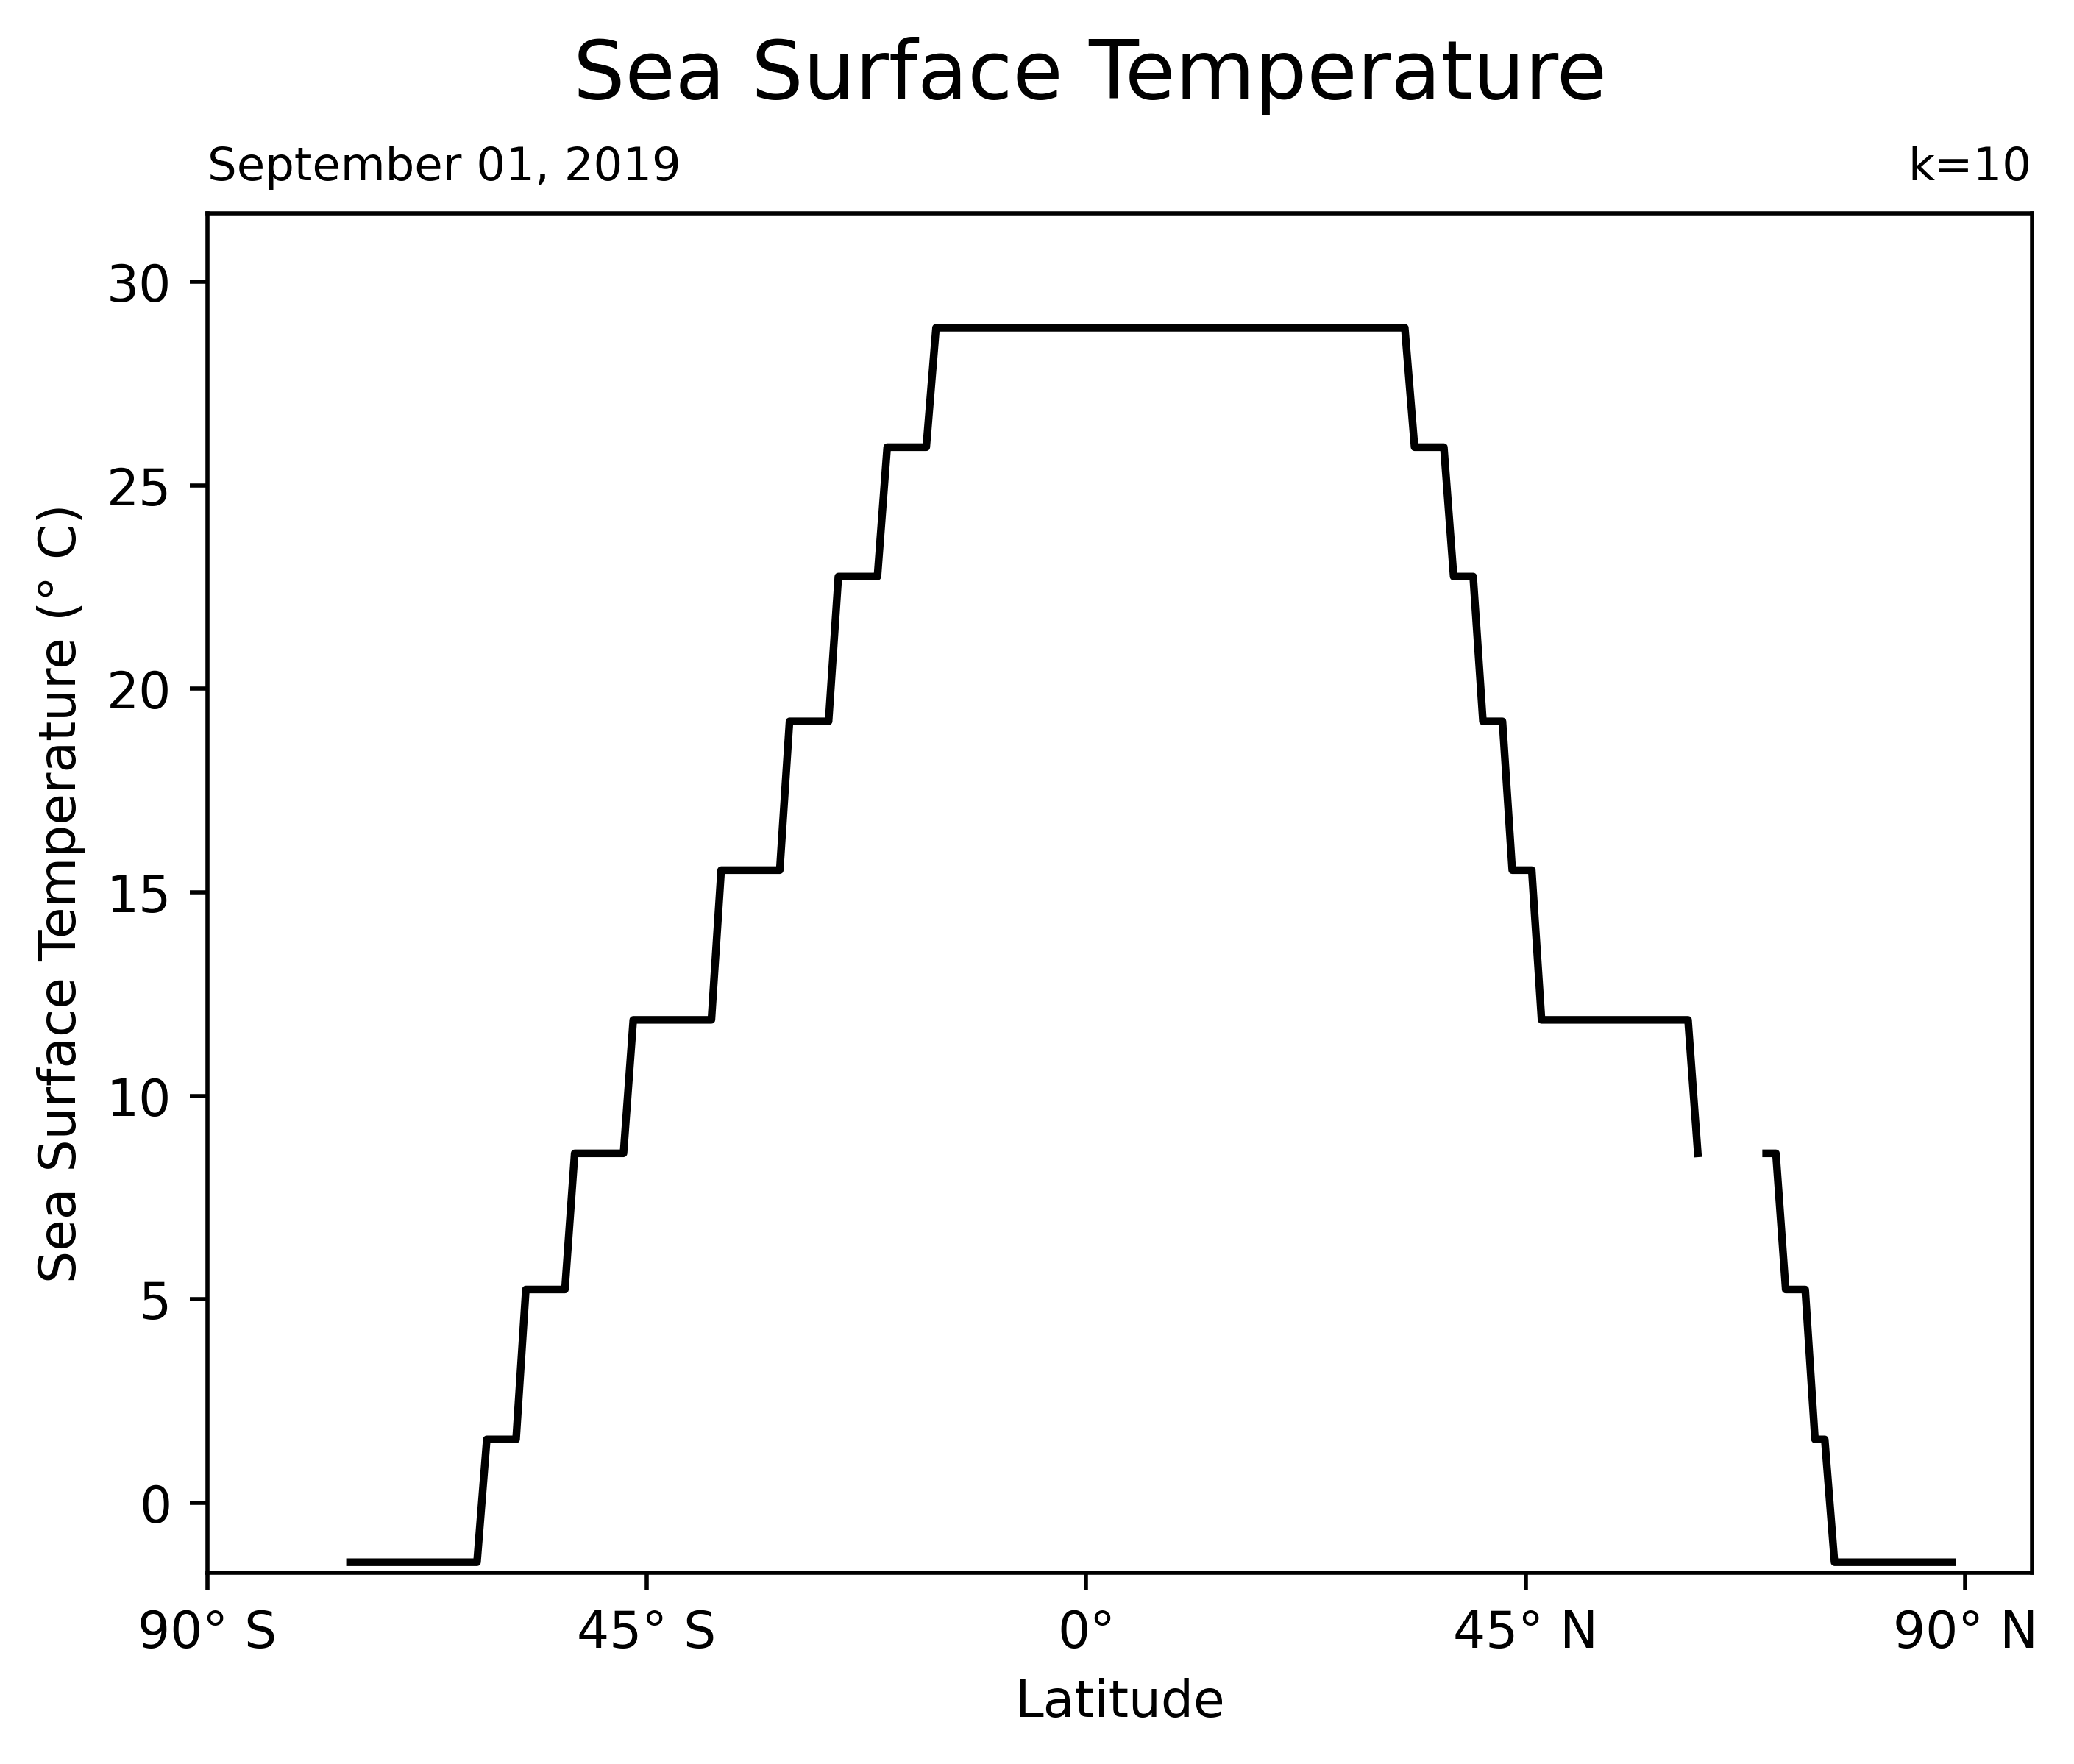 Sea Surface Temperature
September 01, 2019
k=10
30
25
20
15
10
5
0
Sea Surface Temperature (° C)
90° S
45° S
0°
45° N
90° N
Latitude